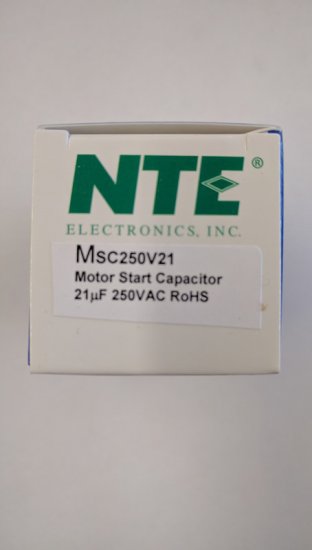 NTE®
ELECTRONICS, INC.
MSC250V21
Motor Start Capacitor
21µF 250VAC RoHS